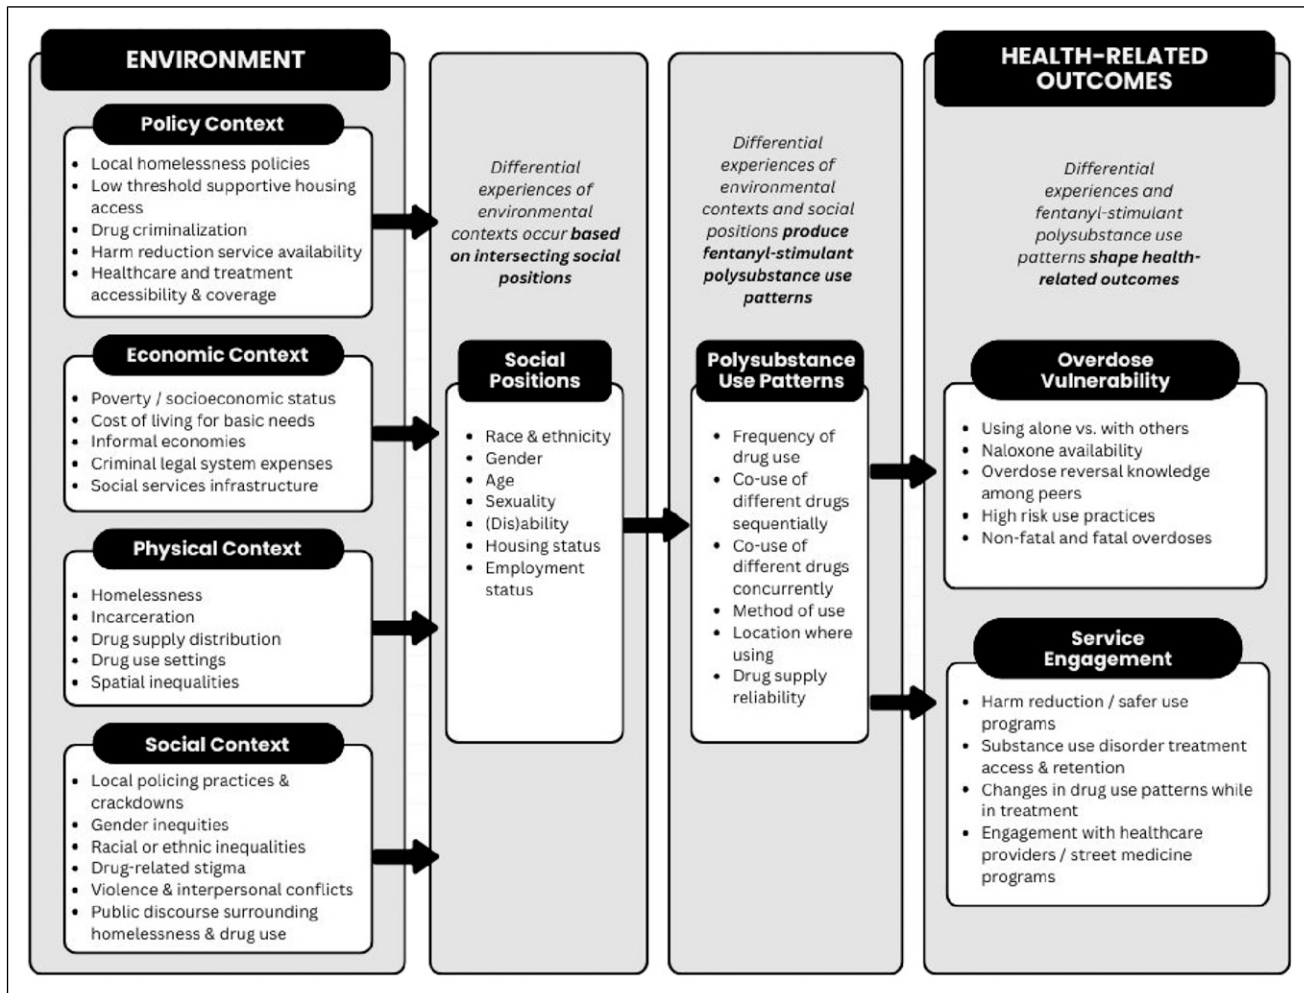 ENVIRONMENT
Policy Context
• Local homelessness policies
• Low threshold supportive housing
access
• Drug criminalization
• Harm reduction service availability
• Healthcare and treatment
accessibility & coverage
Economic Context
• Poverty / socioeconomic status
• Cost of living for basic needs
• Informal economies
• Criminal legal system expenses
• Social services infrastructure
Physical Context
• Homelessness
• Incarceration
• Drug supply distribution
• Drug use settings
• Spatial inequalities
Social Context
• Local policing practices &
crackdowns
• Gender inequities
• Racial or ethnic inequalities
• Drug-related stigma
• Violence & interpersonal conflicts
• Public discourse surrounding
homelessness & drug use
Differential
experiences of
environmental
contexts occur based
on intersecting social
positions
Social
Positions
• Race & ethnicity
• Gender
• Age
• Sexuality
• (Dis)ability
• Housing status
• Employment
status
Differential
experiences of
environmental
contexts and social
positions produce
fentanyl-stimulant
polysubstance use
patterns
Polysubstance
Use Patterns
• Frequency of
drug use
• Co-use of
different drugs
sequentially
• Co-use of
different drugs
concurrently
• Method of use
• Location where
using
• Drug supply
reliability
HEALTH-RELATED
OUTCOMES
Differential
experiences and
fentanyl-stimulant
polysubstance use
patterns shape health-
related outcomes
Overdose
Vulnerability
• Using alone vs. with others
• Naloxone availability
• Overdose reversal knowledge
among peers
• High risk use practices
• Non-fatal and fatal overdoses
Service
Engagement
• Harm reduction / safer use
programs
• Substance use disorder treatment
access & retention
• Changes in drug use patterns while
in treatment
• Engagement with healthcare
providers / street medicine
programs